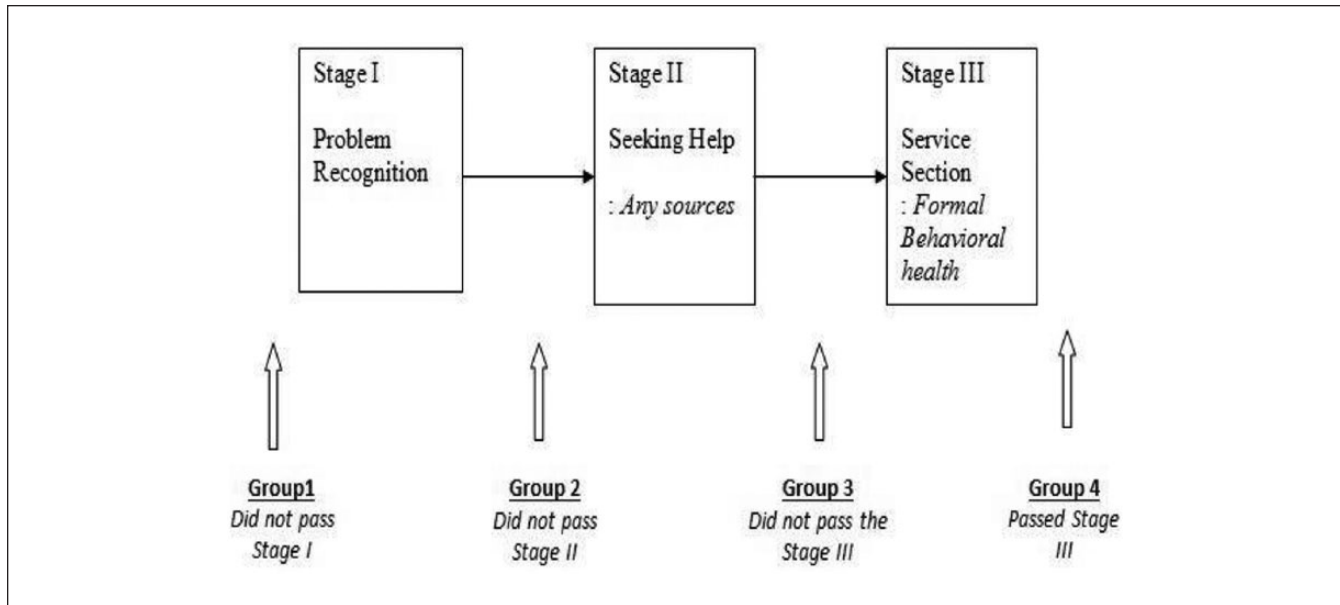 Stage I
Problem
Recognition
Stage II
Seeking Help
: Any sources
Stage III
Service
Section
: Formal
Behavioral
health
Group1
Did not pass
Stage I
Group 2
Did not pass
Stage II
Group 3
Did not pass the
Stage III
Group 4
Passed Stage
III